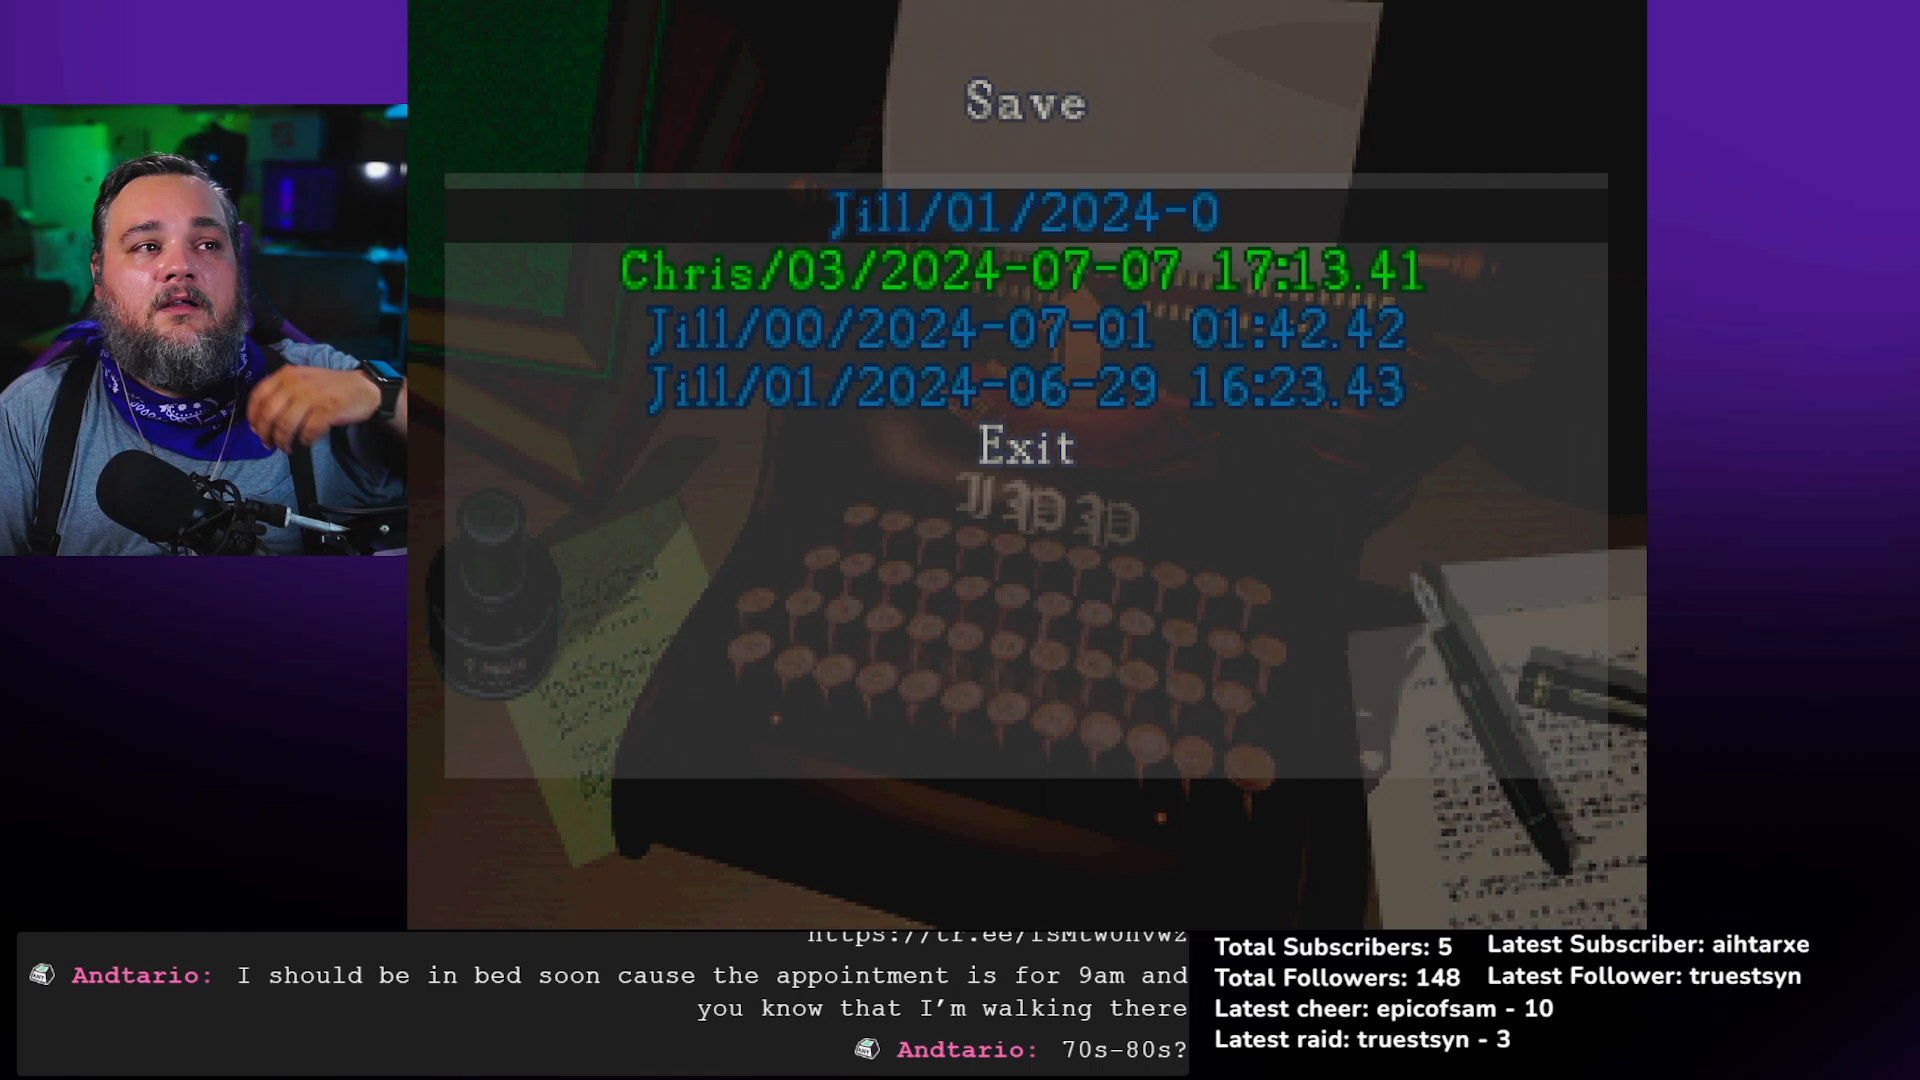 Save
Jill/01/2024-0
Chris/03/2024-07-07 17:13.41
Jill/00/2024-07-01 01:42.42
Jill/01/2024-06-29 16:23.43
Exit
Andtario: I should be in bed soon cause the appointment is for 9am and
you know that I'm walking there
Andtario: 70s-80s?
Total Subscribers: 5
Latest Subscriber: aihtarxe
Total Followers: 148
Latest Follower: truestsyn
Latest cheer: epicofsam - 10
Latest raid: truestsyn - 3